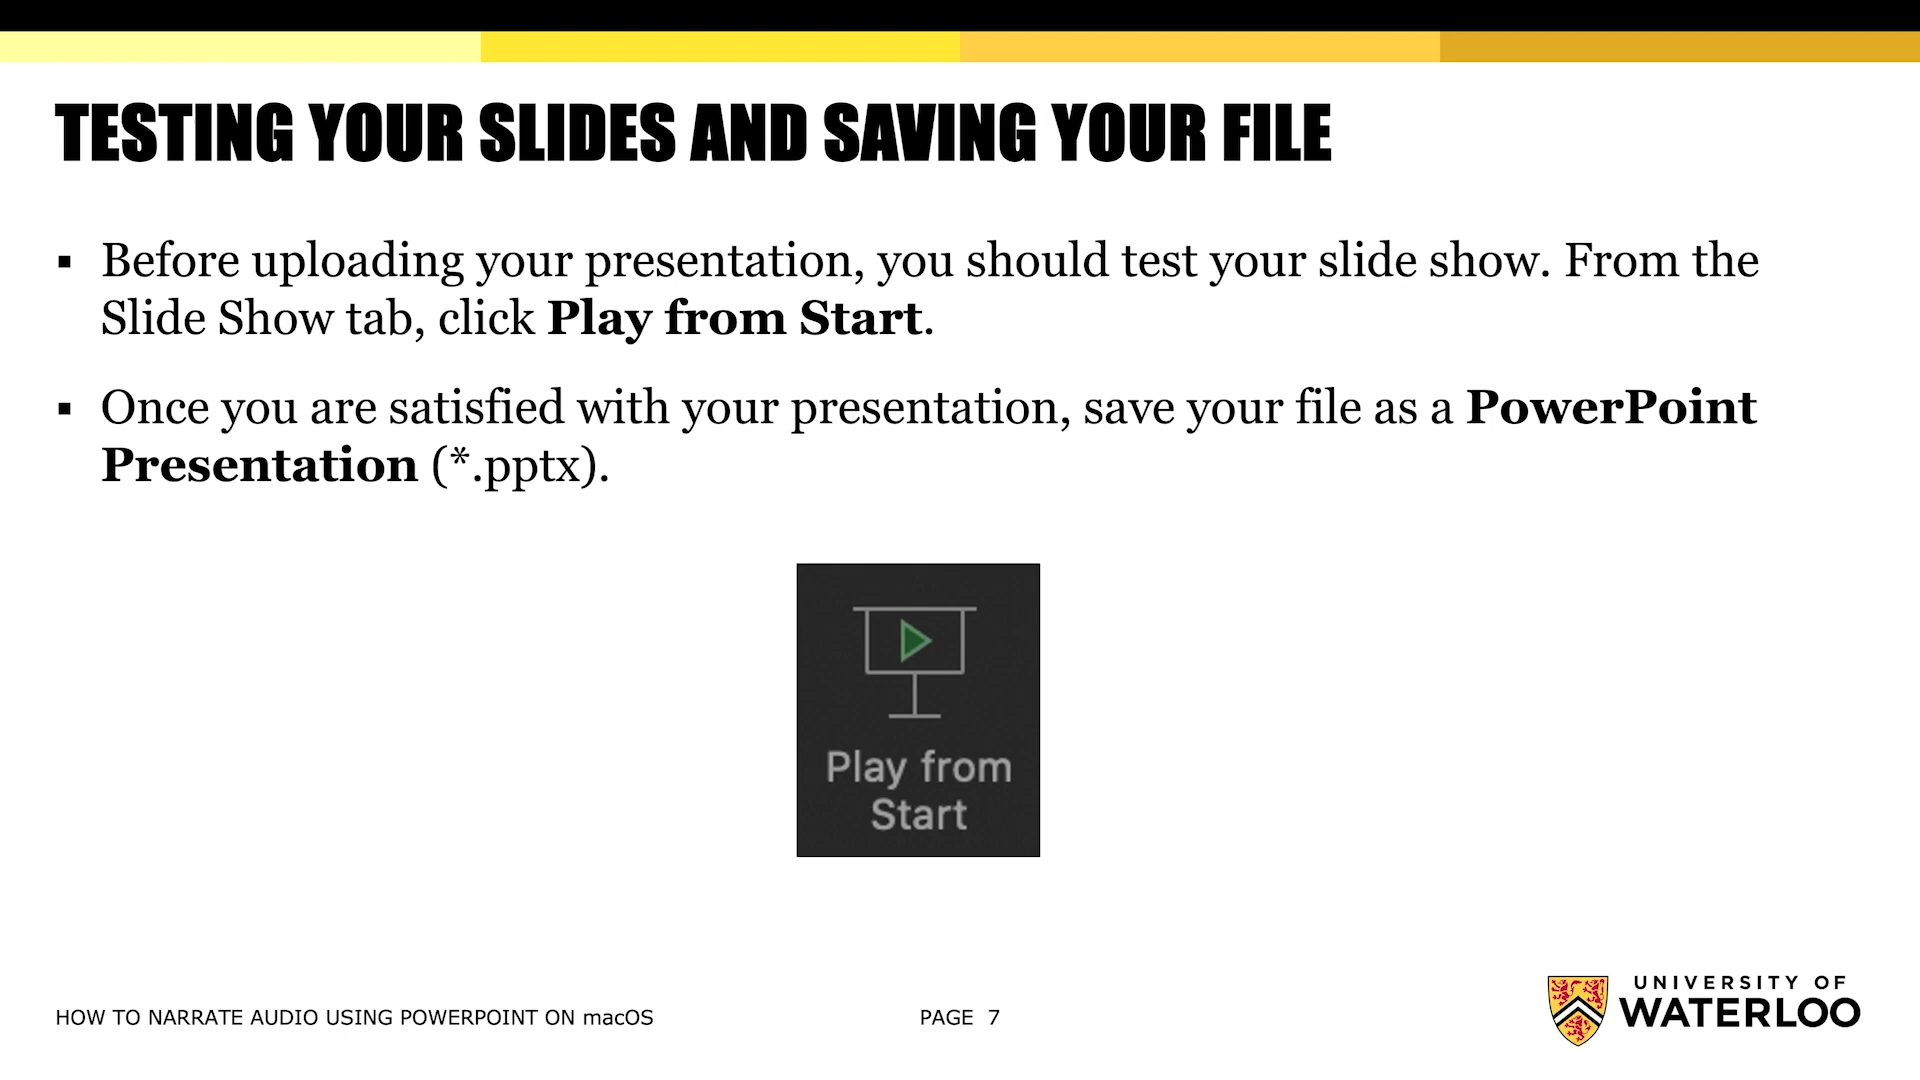 TESTING YOUR SLIDES AND SAVING YOUR FILE
▪ Before uploading your presentation, you should test your slide show. From the
Slide Show tab, click Play from Start.
▪ Once you are satisfied with your presentation, save your file as a PowerPoint
Presentation (*.pptx).
Play from
Start
HOW TO NARRATE AUDIO USING POWERPOINT ON macOS
PAGE 7
UNIVERSITY OF
WATERLOO